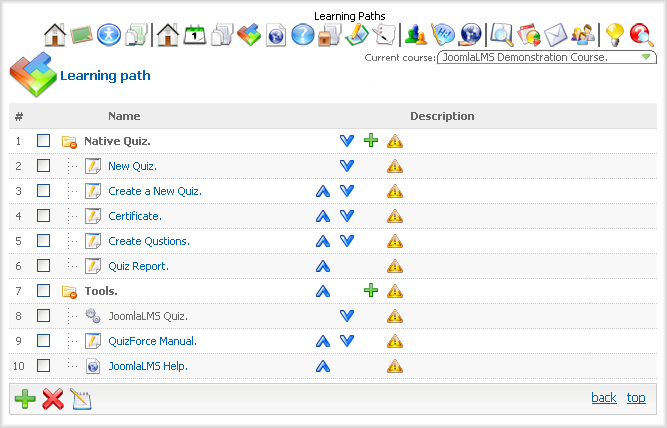 Learning Paths
Current course: JoomlaLMS Demonstration Course.
Learning path
# Name Description
1 Native Quiz.
2 New Quiz.
3 Create a New Quiz.
4 Certificate.
5 Create Qustions.
6 Quiz Report.
7 Tools.
8 JoomlaLMS Quiz.
9 QuizForce Manual.
10 JoomlaLMS Help.
back top